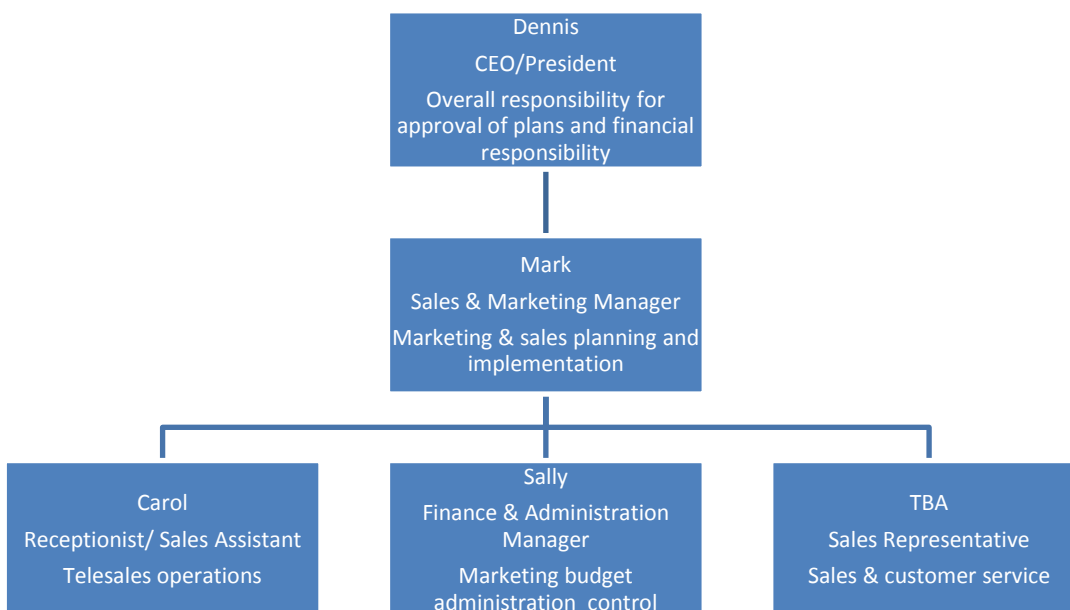 Dennis
CEO/President
Overall responsibility for
approval of plans and financial
responsibility
Mark
Sales & Marketing Manager
Marketing & sales planning and
implementation
Carol
Receptionist/ Sales Assistant
Telesales operations
Sally
Finance & Administration
Manager
Marketing budget
administration control
TBA
Sales Representative
Sales & customer service